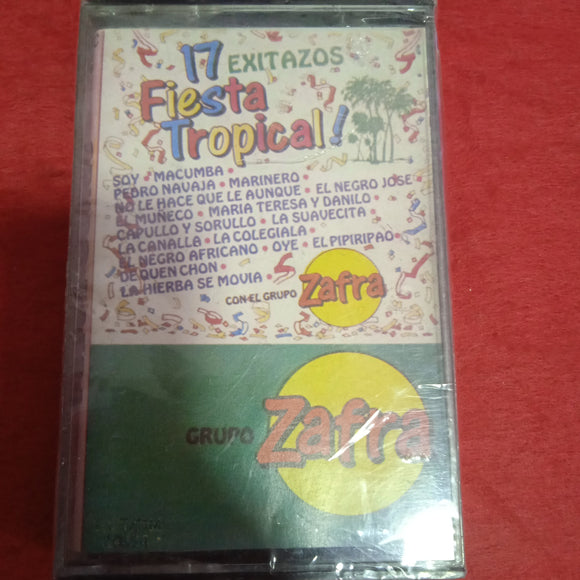 17 EXITAZOS
Fiesta
Tropical!
SOY • MACUMBA •
PEDRO NAVAJA • MARINERO •
NO LE HACE QUE LE AUNQUE • EL NEGRO JOSE
EL MUÑECO • MARIA TERESA Y DANILO •
CAPULLO Y SORULLO • LA SUAVECITA •
LA CANALLA • LA COLEGIALA •
EL NEGRO AFRICANO • OYE • EL PIPIRIPAO •
DE QUEN CHON •
LA HIERBA SE MOVIA •
CON EL GRUPO Zafra
GRUPO Zafra